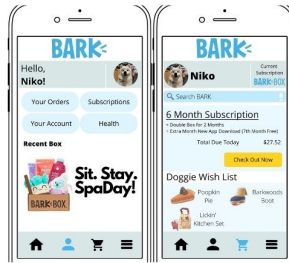 BARK
Hello,
Niko!
Your Orders
Subscriptions
Your Account
Health
Recent Box
Sit. Stay.
SpaDay!
BARK BOX
BARK
Niko
Current
Subscription
BARK BOX
Search BARK
6 Month Subscription
• Double Box for 2 Months
• Extra Month New App Download (7th Month Free)
Total Due Today
$27.52
Check Out Now
Doggie Wish List
Poopkin
Pie
Barkwoods
Boot
Lickin'
Kitchen Set